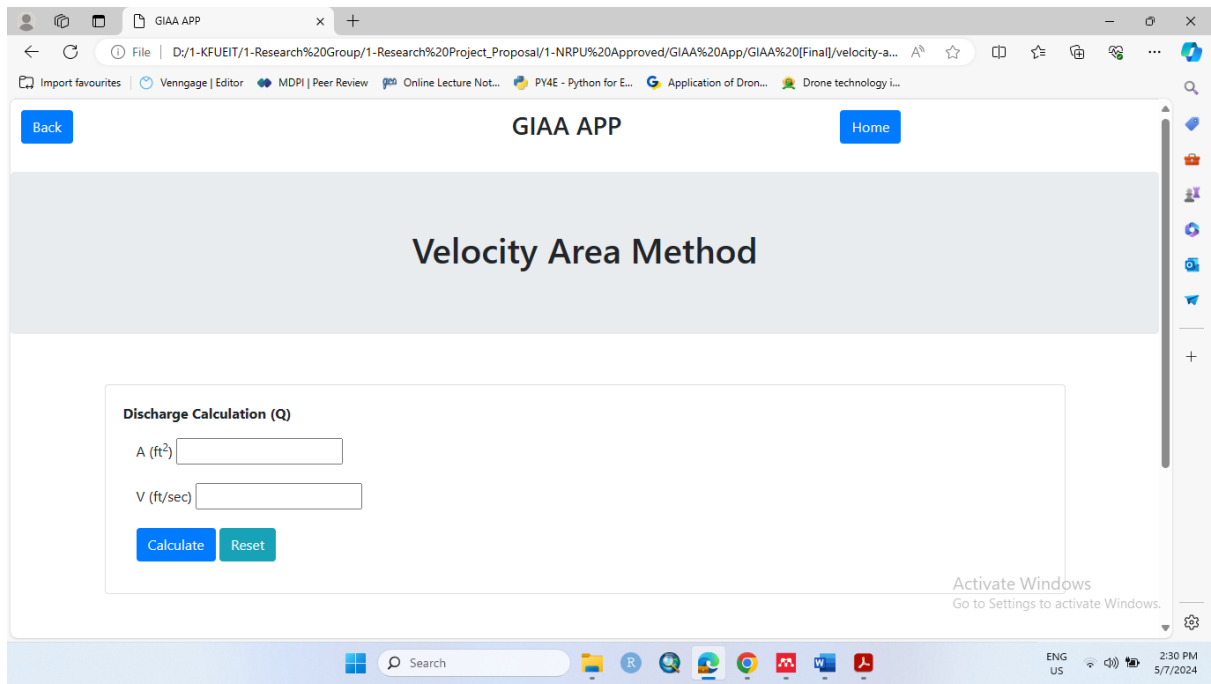 GIAA APP
File D:/1-KFUEIT/1-Research%20Group/1-Research%20Project_Proposal/1-NRPU%20Approved/GIAA%20App/GIAA%20[Final]/velocity-a...
Import favourites Venngage | Editor MDPI | Peer Review Online Lecture Not... PY4E - Python for E... Application of Dron... Drone technology i...
Back GIAA APP Home
Velocity Area Method
Discharge Calculation (Q)
A (ft²)
V (ft/sec)
Calculate Reset
Activate Windows
Go to Settings to activate Windows.
Search
ENG 2:30 PM
US 5/7/2024